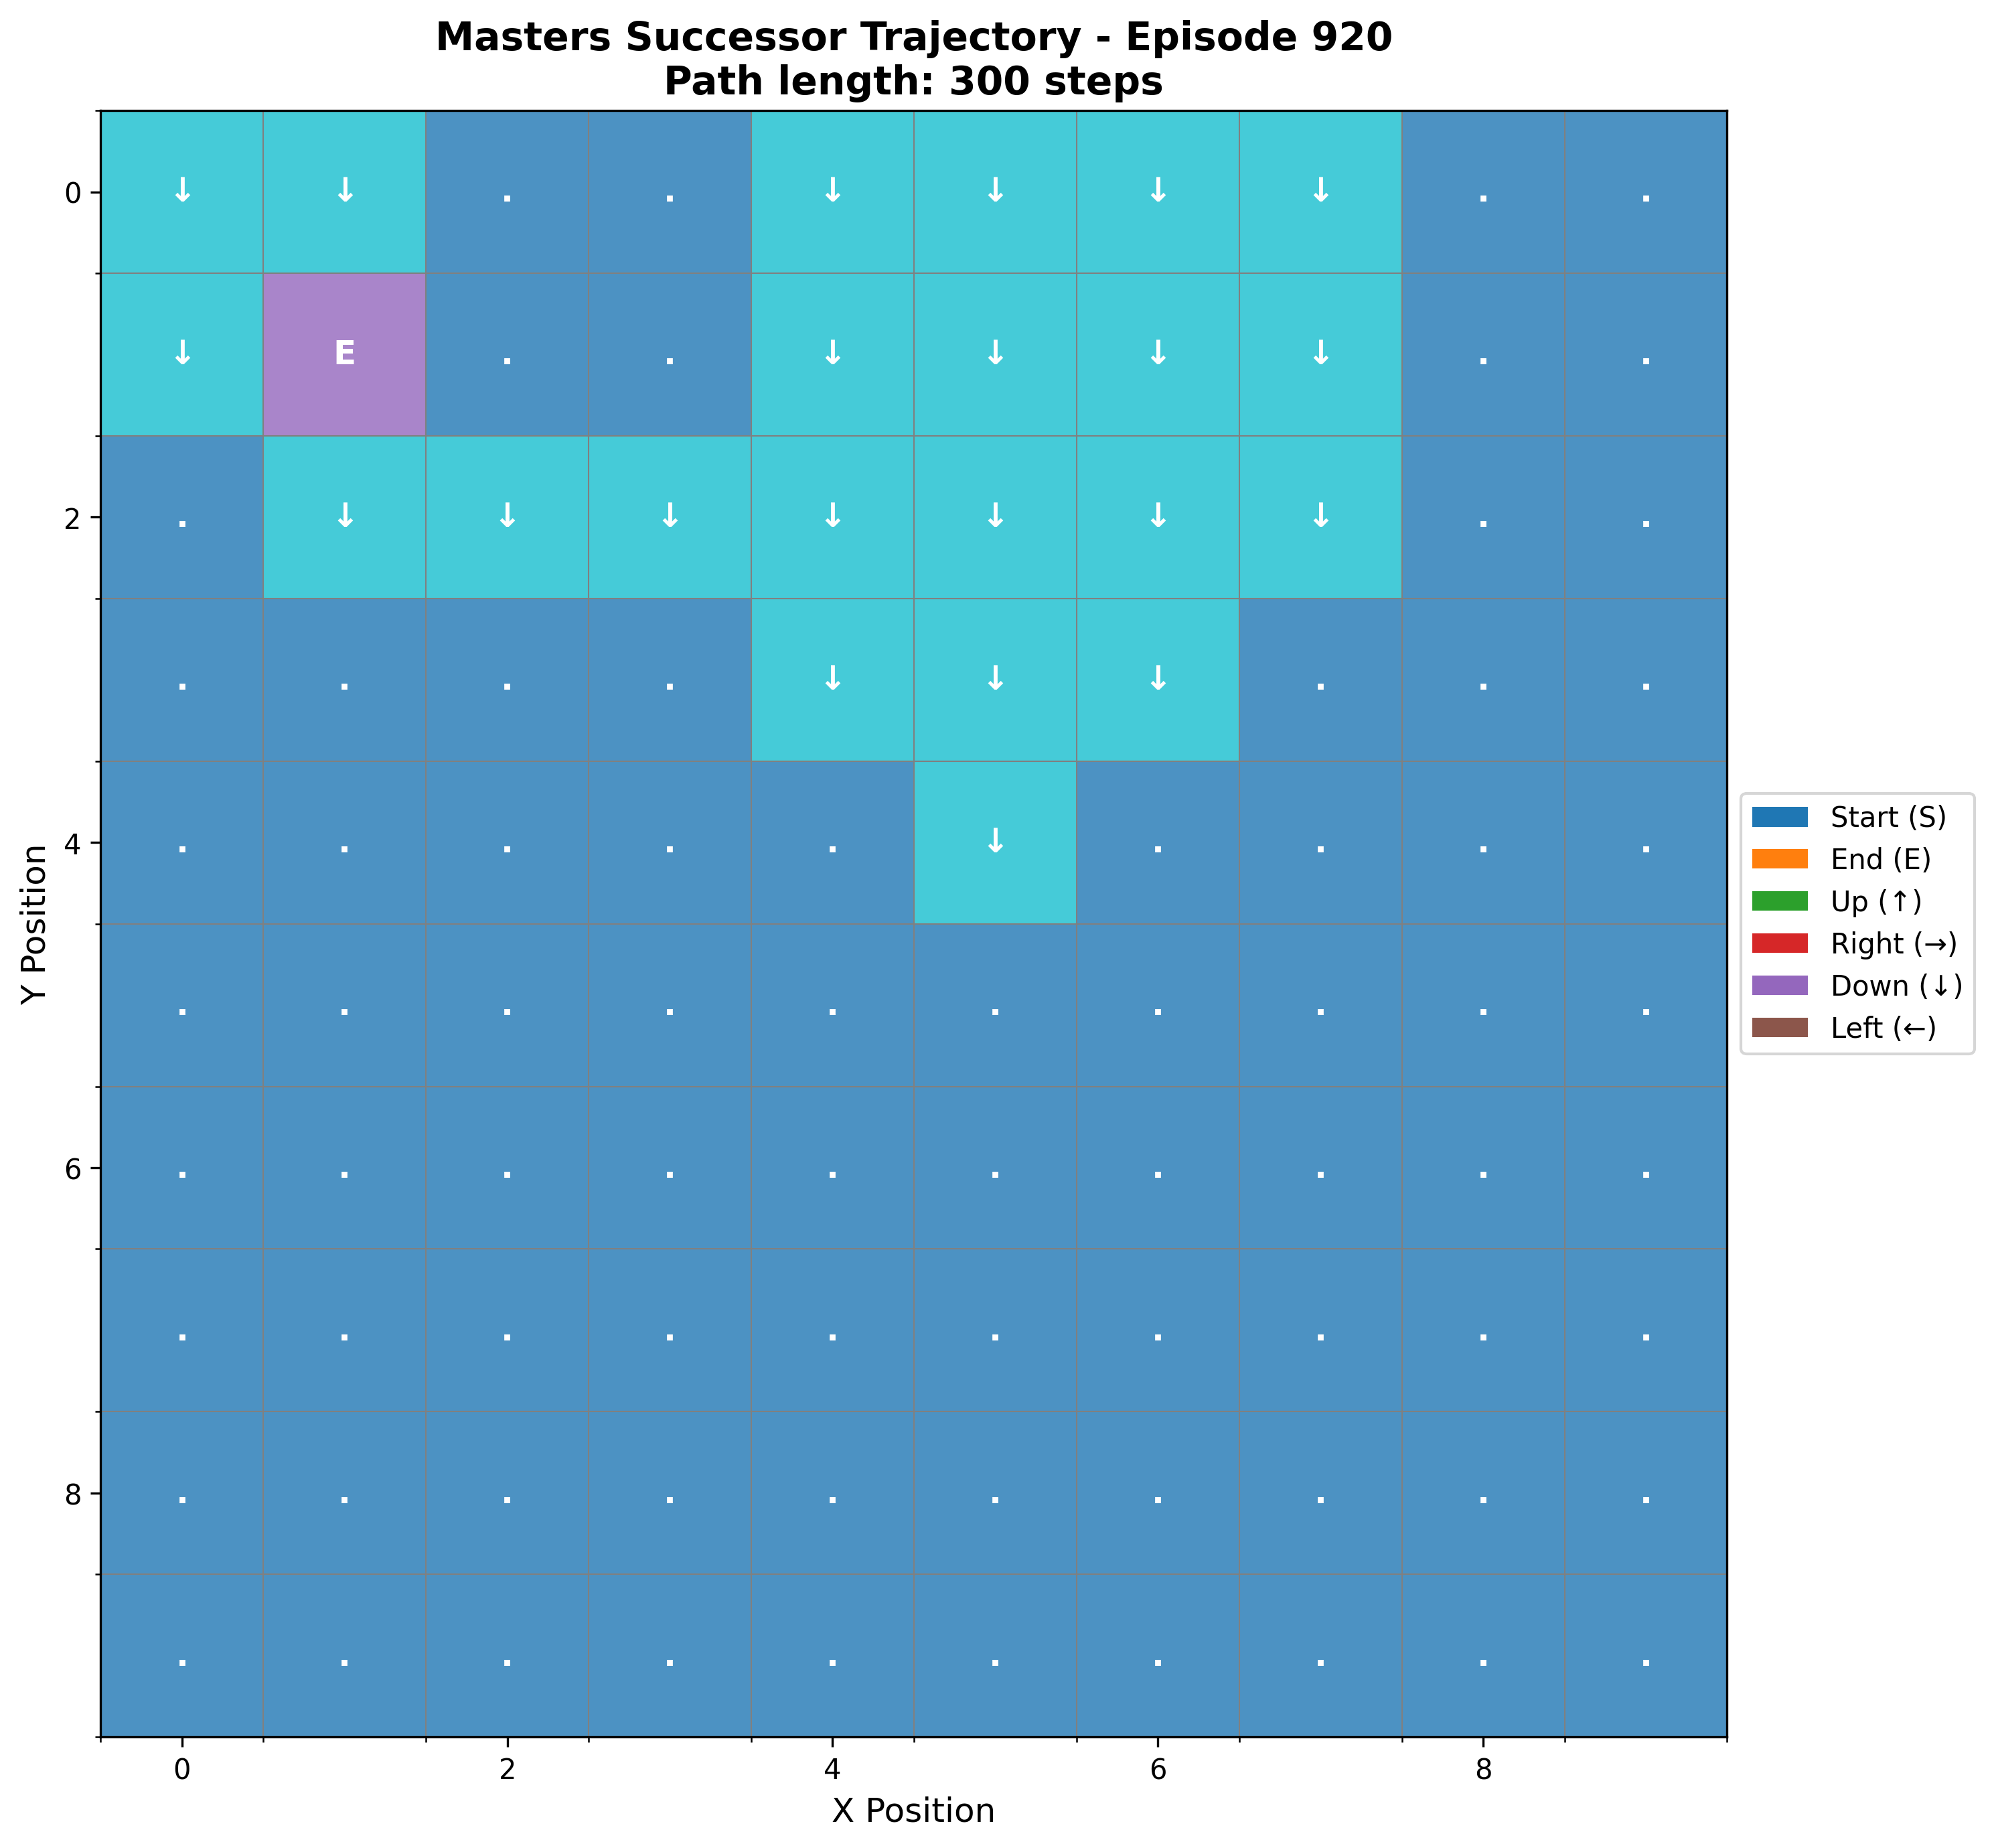 Masters Successor Trajectory - Episode 920
Path length: 300 steps
0 ↓ ↓ . . ↓ ↓ ↓ ↓ . .
↓ E . . ↓ ↓ ↓ ↓ . .
2 . ↓ ↓ ↓ ↓ ↓ ↓ ↓ . .
. . . . ↓ ↓ ↓ . . .
4 . . . . . ↓ . . . .
. . . . . . . . . .
6 . . . . . . . . . .
. . . . . . . . . .
8 . . . . . . . . . .
. . . . . . . . . .
0 2 4 6 8
X Position
Y Position
Start (S)
End (E)
Up (↑)
Right (→)
Down (↓)
Left (←)